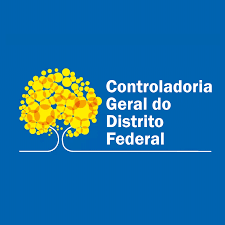 Controladoria
Geral do
Distrito
Federal